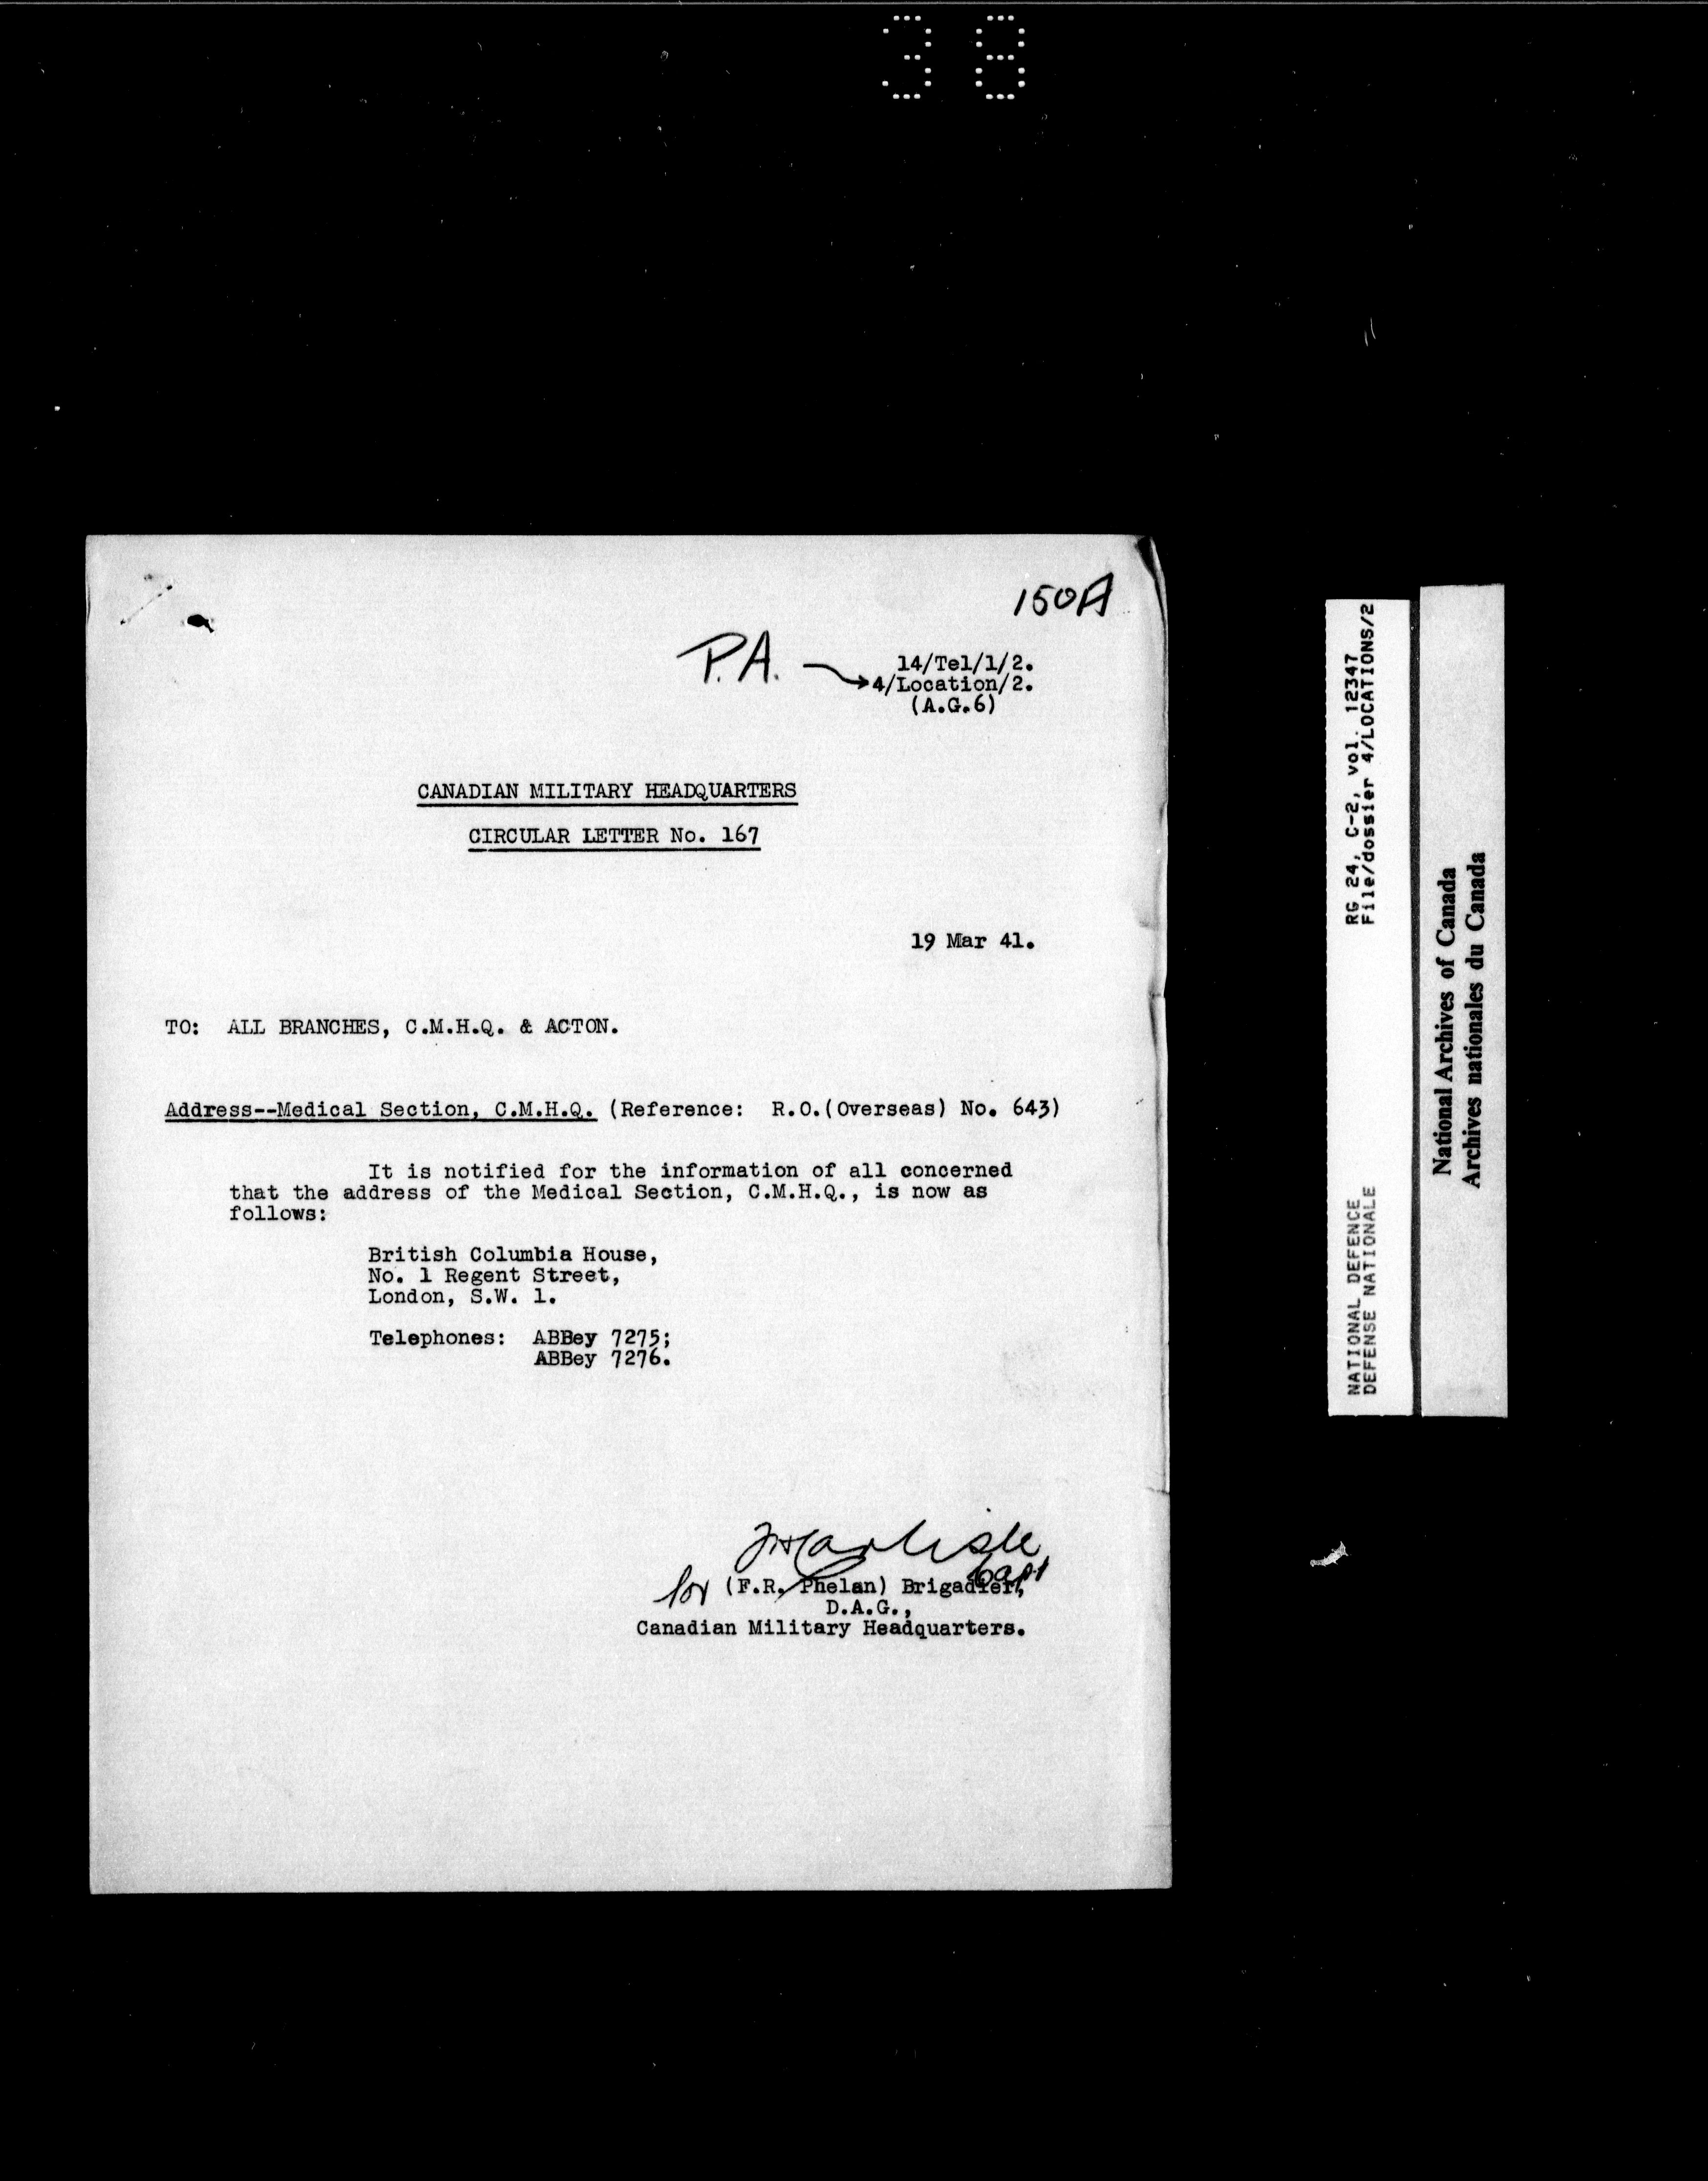 38
150A
P.A.
14/Tel/1/2.
4/Location/2.
(A.G.6)
CANADIAN MILITARY HEADQUARTERS
CIRCULAR LETTER No. 167
19 Mar 41.
TO: ALL BRANCHES, C.M.H.Q. & ACTON.
Address--Medical Section, C.M.H.Q. (Reference: R.O.(Overseas) No. 643)
It is notified for the information of all concerned
that the address of the Medical Section, C.M.H.Q., is now as
follows:
British Columbia House,
No. 1 Regent Street,
London, S.W. 1.
Telephones: ABBey 7275;
ABBey 7276.
Carlisle
Capt
for (F.R. Phelan) Brigadier,
D.A.G.,
Canadian Military Headquarters.
RG 24, C-2, vol. 12347
File/dossier 4/LOCATIONS/2
NATIONAL DEFENCE
DEFENSE NATIONALE
National Archives of Canada
Archives nationales du Canada